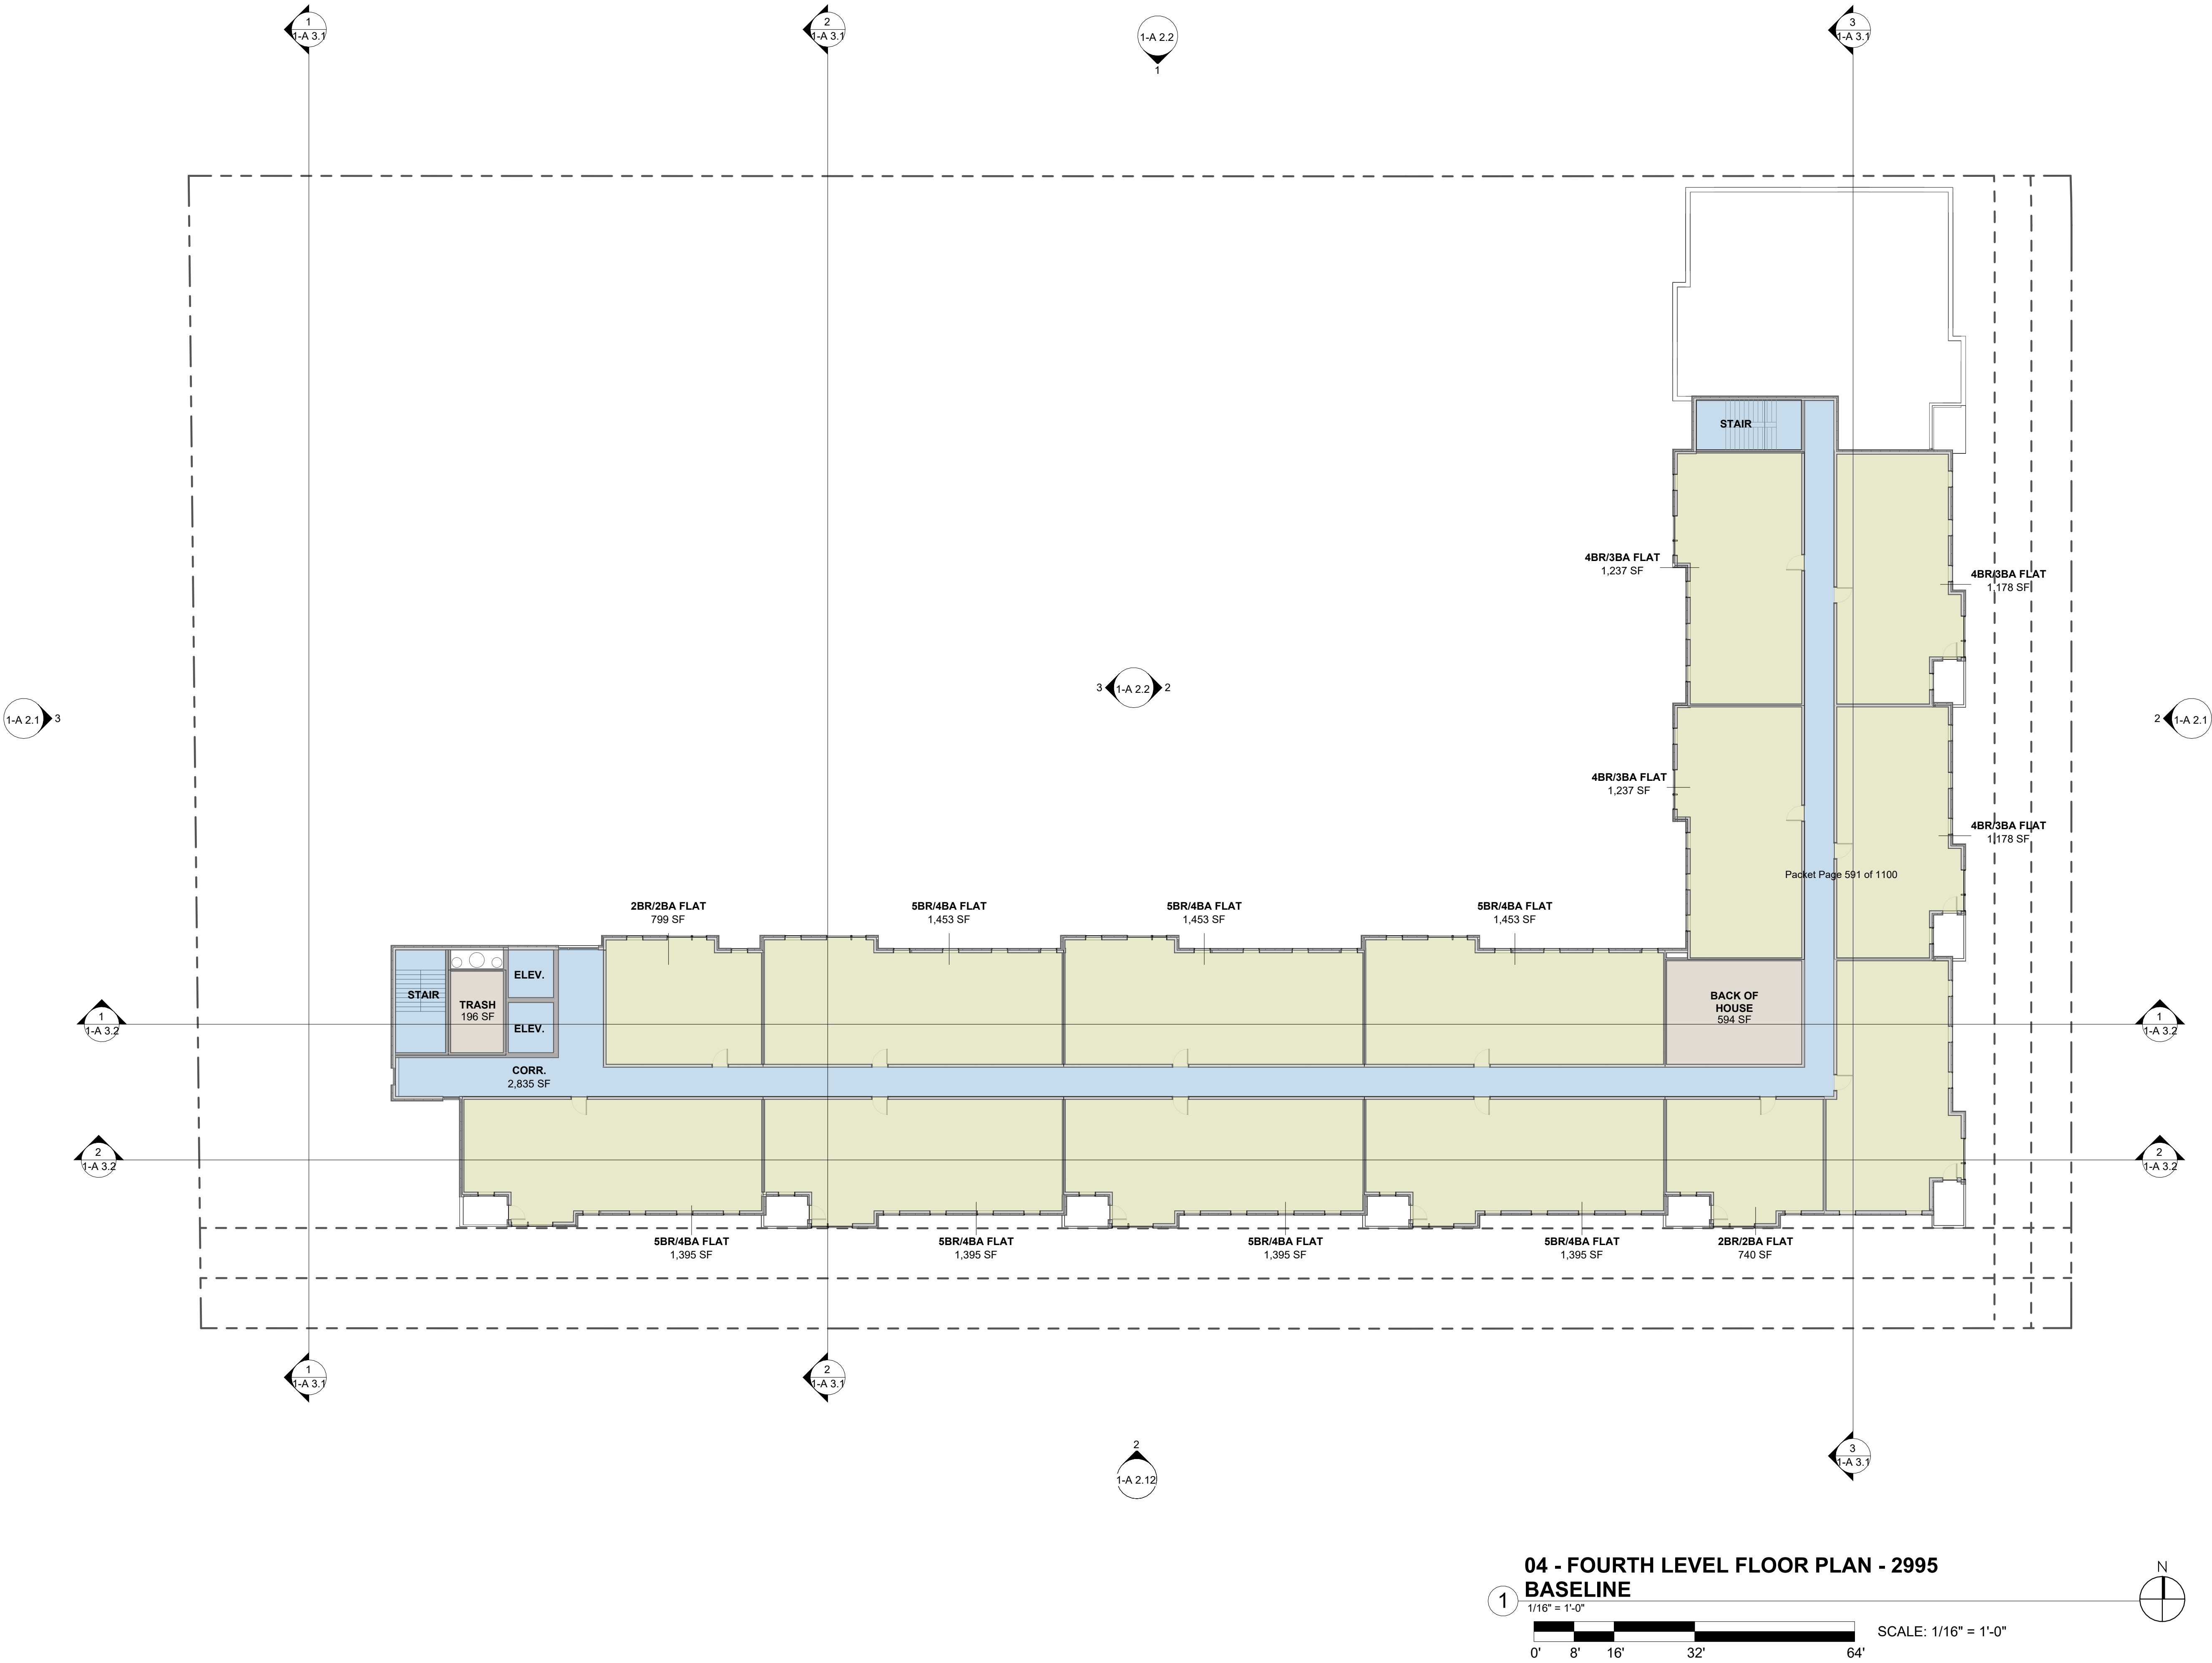 1
1-A 3.1
2
1-A 3.1
1-A 2.2
1
3
1-A 3.1
STAIR
4BR/3BA FLAT
1,237 SF
4BR/3BA FLAT
1,178 SF
3
1-A 2.2
2
1-A 2.1
3
2
1-A 2.1
4BR/3BA FLAT
1,237 SF
4BR/3BA FLAT
1,178 SF
Packet Page 591 of 1100
2BR/2BA FLAT
799 SF
5BR/4BA FLAT
1,453 SF
5BR/4BA FLAT
1,453 SF
5BR/4BA FLAT
1,453 SF
STAIR
TRASH
196 SF
ELEV.
ELEV.
BACK OF
HOUSE
594 SF
1
1-A 3.2
1
1-A 3.2
CORR.
2,835 SF
2
1-A 3.2
2
1-A 3.2
5BR/4BA FLAT
1,395 SF
5BR/4BA FLAT
1,395 SF
5BR/4BA FLAT
1,395 SF
5BR/4BA FLAT
1,395 SF
2BR/2BA FLAT
740 SF
1
1-A 3.1
2
1-A 3.1
3
1-A 3.1
2
1-A 2.12
04 - FOURTH LEVEL FLOOR PLAN - 2995
BASELINE
1
1/16" = 1'-0"
N
0' 8' 16' 32' 64'
SCALE: 1/16" = 1'-0"